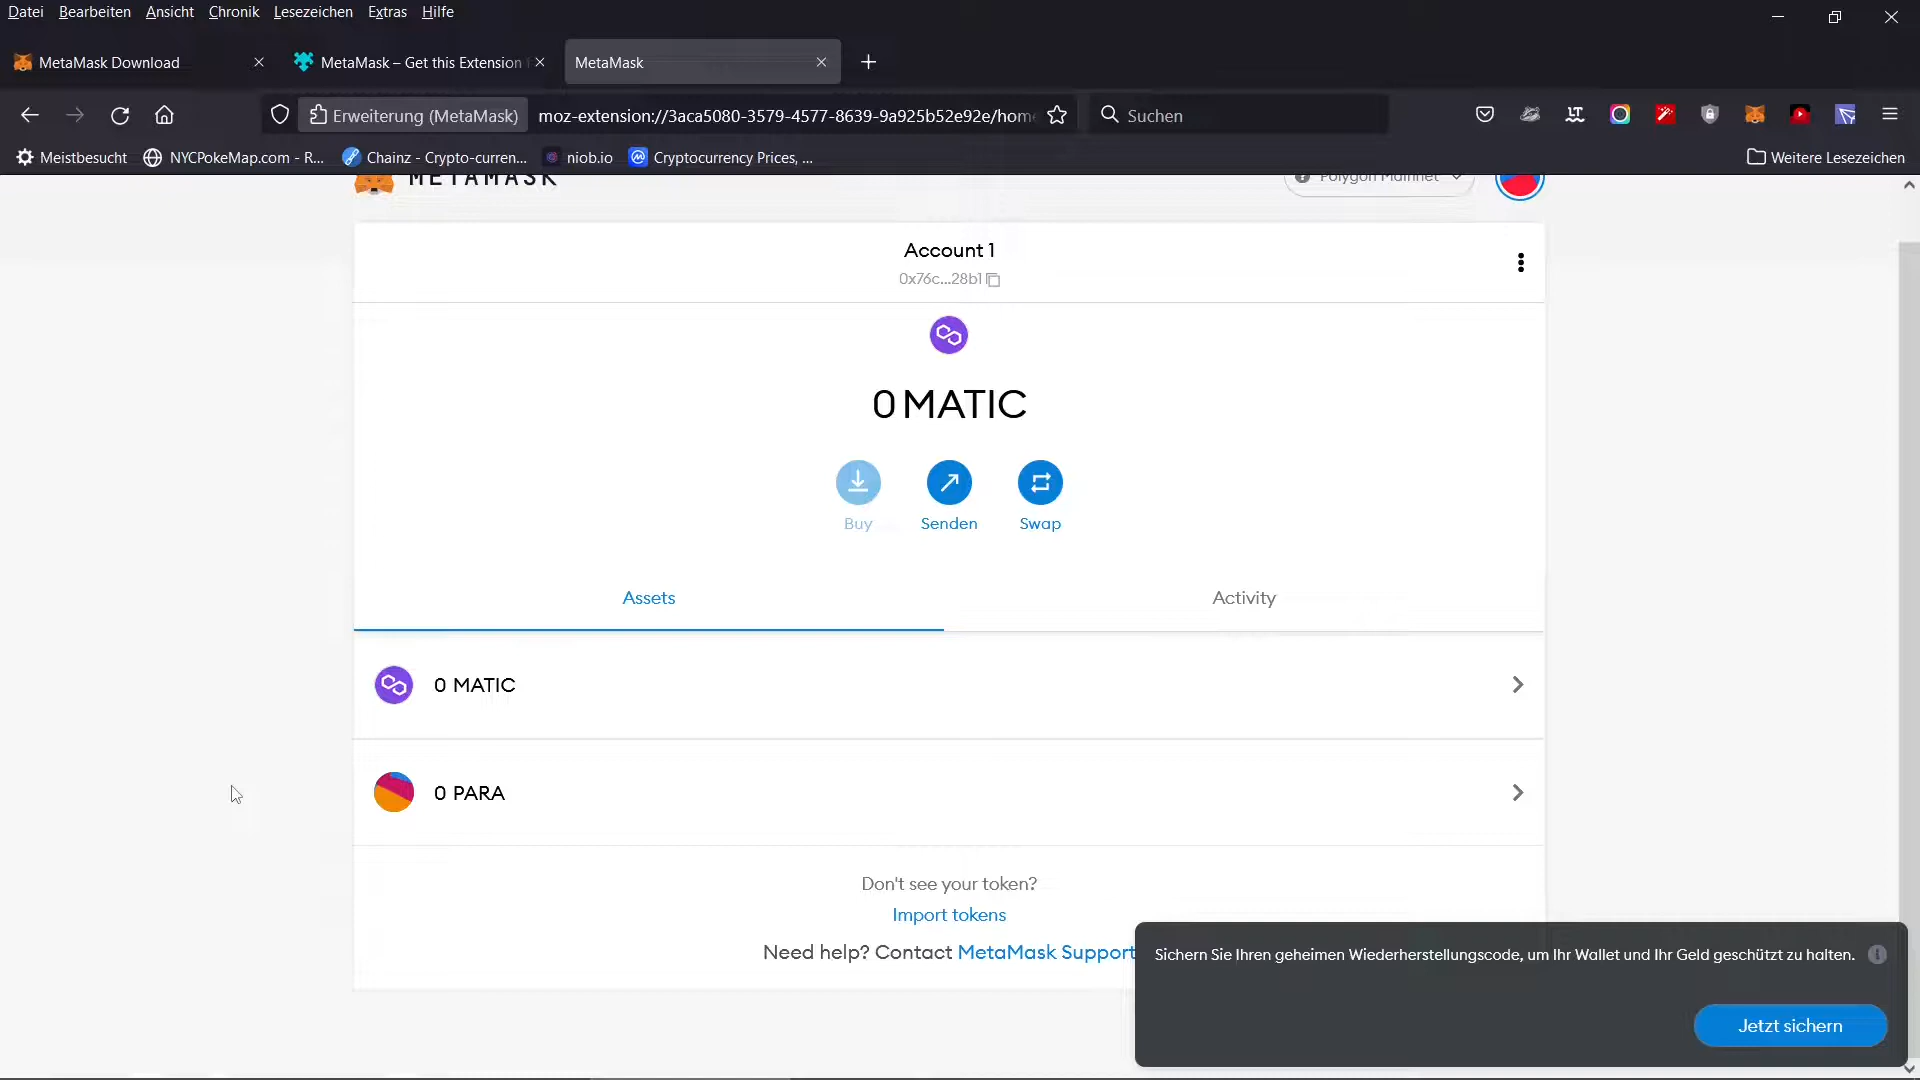 Datei Bearbeiten Ansicht Chronik Lesezeichen Extras Hilfe
MetaMask Download
MetaMask – Get this Extension
MetaMask
Erweiterung (MetaMask)
moz-extension://3aca5080-3579-4577-8639-9a925b52e92e/hom
Suchen
Meistbesucht
NYCPokeMap.com - R...
Chainz - Crypto-curren...
niob.io
Cryptocurrency Prices, ...
Weitere Lesezeichen
METAMASK
Polygon Mainnet
Account 1
0x76c...28b1
0 MATIC
Buy
Senden
Swap
Assets
Activity
0 MATIC
0 PARA
Don't see your token?
Import tokens
Need help? Contact MetaMask Support
Sichern Sie Ihren geheimen Wiederherstellungscode, um Ihr Wallet und Ihr Geld geschützt zu halten.
Jetzt sichern